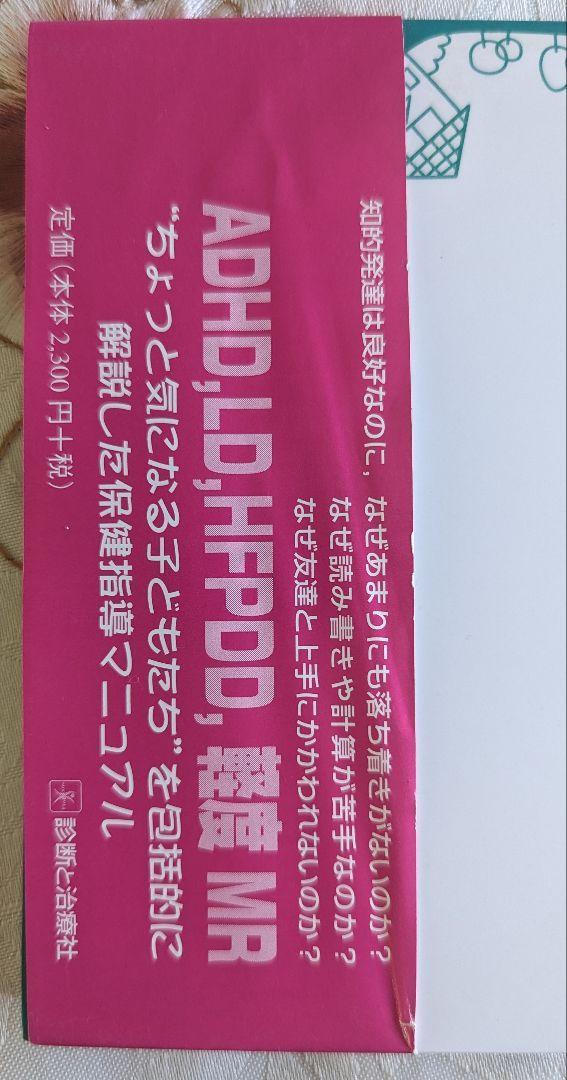 知的発達は良好なのに，なぜあまりにも落ち着きがないのか？
なぜ読み書きや計算が苦手なのか？
なぜ友達と上手にかかわれないのか？
ADHD,LD,HFPDD,軽度MR
“ちょっと気になる子どもたち”を包括的に
解説した保健指導マニュアル
定価（本体2,300円＋税）
診断と治療社